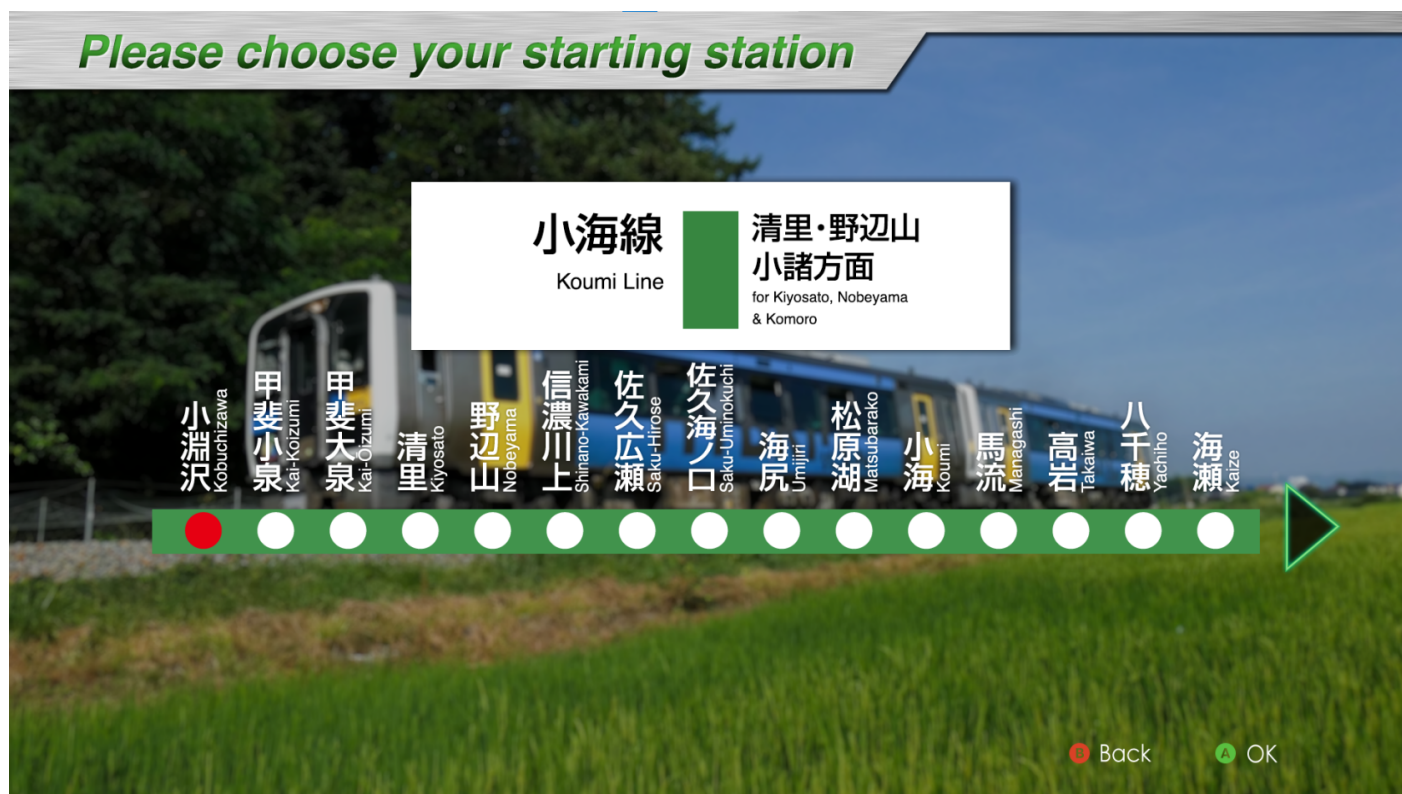 Please choose your starting station
小海線
Koumi Line
清里・野辺山
小諸方面
for Kiyosato, Nobeyama
& Komoro
小淵沢
Kobuchizawa
甲斐小泉
Kai-Koizumi
甲斐大泉
Kai-Oizumi
清里
Kiyosato
野辺山
Nobeyama
信濃川上
Shinano-Kawakami
佐久広瀬
Saku-Hirose
佐久海ノ口
Saku-Uminokuchi
海尻
Umijiri
松原湖
Matsubarako
小海
Koumi
馬流
Managashi
高岩
Takaiwa
八千穂
Yachiho
海瀬
Kaize
B Back
A OK